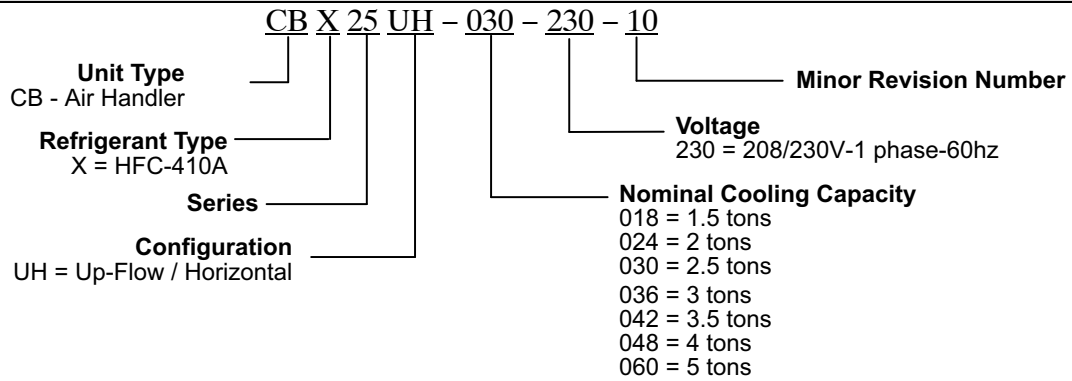 CB X 25 UH – 030 – 230 – 10
Unit Type
CB - Air Handler
Refrigerant Type
X = HFC-410A
Series
Configuration
UH = Up-Flow / Horizontal
Minor Revision Number
Voltage
230 = 208/230V-1 phase-60hz
Nominal Cooling Capacity
018 = 1.5 tons
024 = 2 tons
030 = 2.5 tons
036 = 3 tons
042 = 3.5 tons
048 = 4 tons
060 = 5 tons